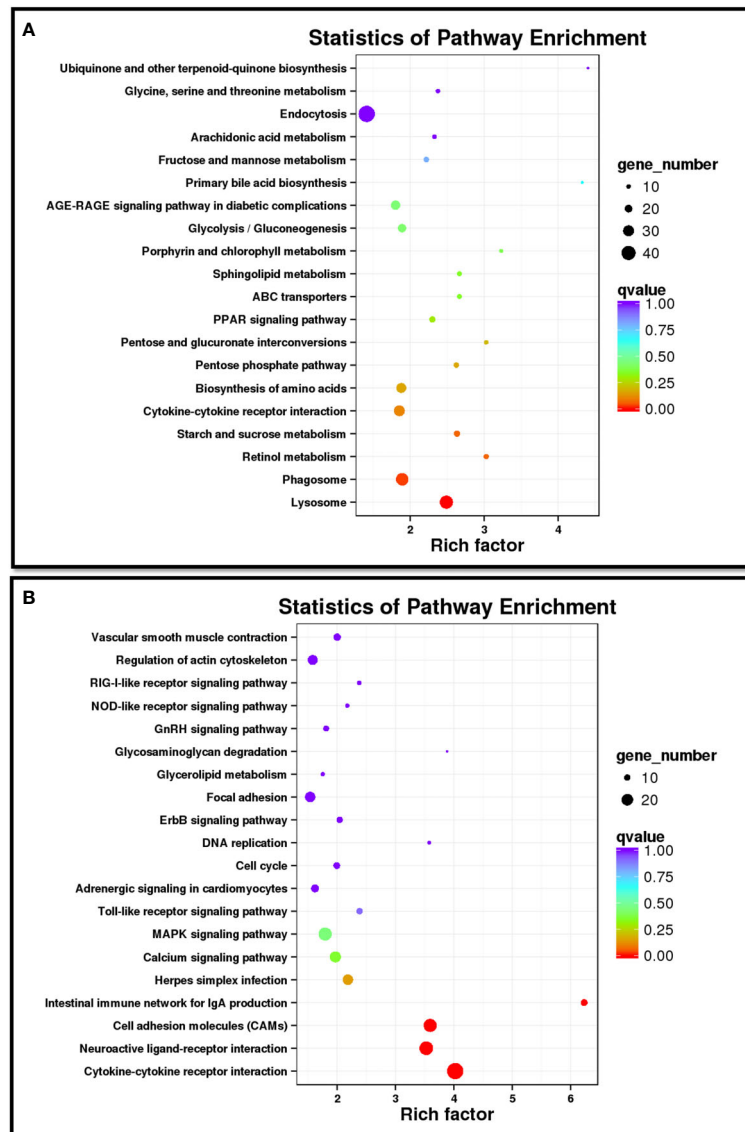 A
Statistics of Pathway Enrichment
Ubiquinone and other terpenoid-quinone biosynthesis
Glycine, serine and threonine metabolism
Endocytosis
Arachidonic acid metabolism
Fructose and mannose metabolism
Primary bile acid biosynthesis
AGE-RAGE signaling pathway in diabetic complications
Glycolysis / Gluconeogenesis
Porphyrin and chlorophyll metabolism
Sphingolipid metabolism
ABC transporters
PPAR signaling pathway
Pentose and glucuronate interconversions
Pentose phosphate pathway
Biosynthesis of amino acids
Cytokine-cytokine receptor interaction
Starch and sucrose metabolism
Retinol metabolism
Phagosome
Lysosome
2 3 4
Rich factor
gene_number
10
20
30
40
qvalue
1.00
0.75
0.50
0.25
0.00
B
Statistics of Pathway Enrichment
Vascular smooth muscle contraction
Regulation of actin cytoskeleton
RIG-I-like receptor signaling pathway
NOD-like receptor signaling pathway
GnRH signaling pathway
Glycosaminoglycan degradation
Glycerolipid metabolism
Focal adhesion
ErbB signaling pathway
DNA replication
Cell cycle
Adrenergic signaling in cardiomyocytes
Toll-like receptor signaling pathway
MAPK signaling pathway
Calcium signaling pathway
Herpes simplex infection
Intestinal immune network for IgA production
Cell adhesion molecules (CAMs)
Neuroactive ligand-receptor interaction
Cytokine-cytokine receptor interaction
2 3 4 5 6
Rich factor
gene_number
10
20
qvalue
1.00
0.75
0.50
0.25
0.00